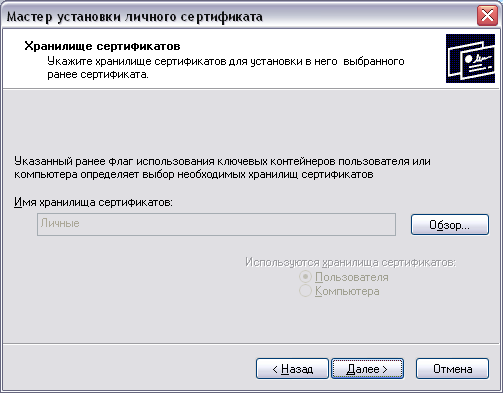 Мастер установки личного сертификата
Хранилище сертификатов
Укажите хранилище сертификатов для установки в него выбранного
ранее сертификата.
Указанный ранее флаг использования ключевых контейнеров пользователя или
компьютера определяет выбор необходимых хранилищ сертификатов
Имя хранилища сертификатов:
Личные
Обзор...
Используются хранилища сертификатов:
Пользователя
Компьютера
< Назад
Далее >
Отмена